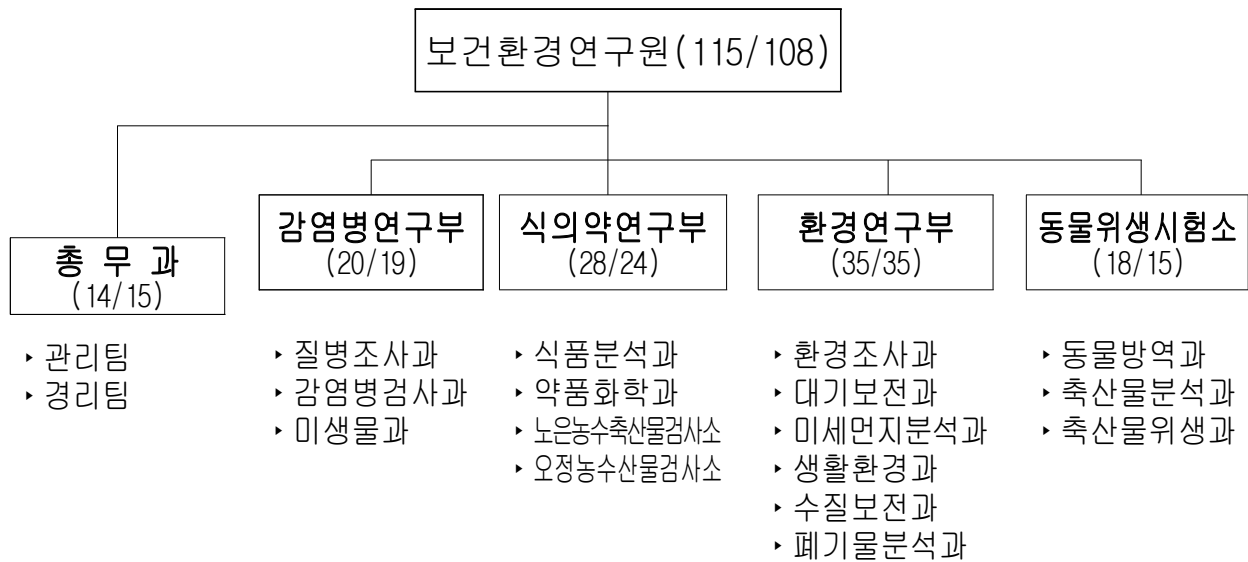 보건환경연구원(115/108)
총 무 과
(14/15)
▸ 관리팀
▸ 경리팀
감염병연구부
(20/19)
▸ 질병조사과
▸ 감염병검사과
▸ 미생물과
식의약연구부
(28/24)
▸ 식품분석과
▸ 약품화학과
▸ 노은농수축산물검사소
▸ 오정농수산물검사소
환경연구부
(35/35)
▸ 환경조사과
▸ 대기보전과
▸ 미세먼지분석과
▸ 생활환경과
▸ 수질보전과
▸ 폐기물분석과
동물위생시험소
(18/15)
▸ 동물방역과
▸ 축산물분석과
▸ 축산물위생과